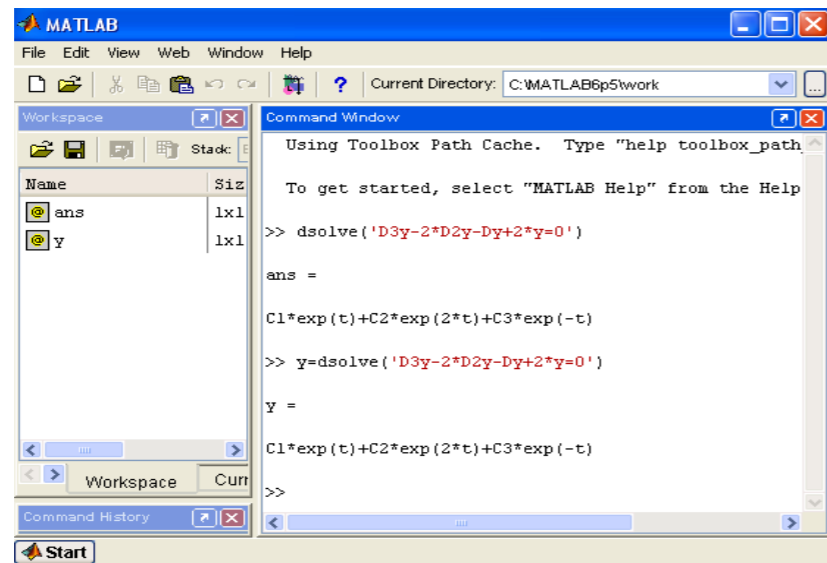 MATLAB
File Edit View Web Window Help
? Current Directory: C:\MATLAB6p5\work ...
Workspace
Stack:
Name Siz
ans 1x1
y 1x1
Workspace Curr
Command History
Command Window
Using Toolbox Path Cache. Type "help toolbox_path_
To get started, select "MATLAB Help" from the Help
>> dsolve('D3y-2*D2y-Dy+2*y=0')
ans =
C1*exp(t)+C2*exp(2*t)+C3*exp(-t)
>> y=dsolve('D3y-2*D2y-Dy+2*y=0')
y =
C1*exp(t)+C2*exp(2*t)+C3*exp(-t)
>>
Start